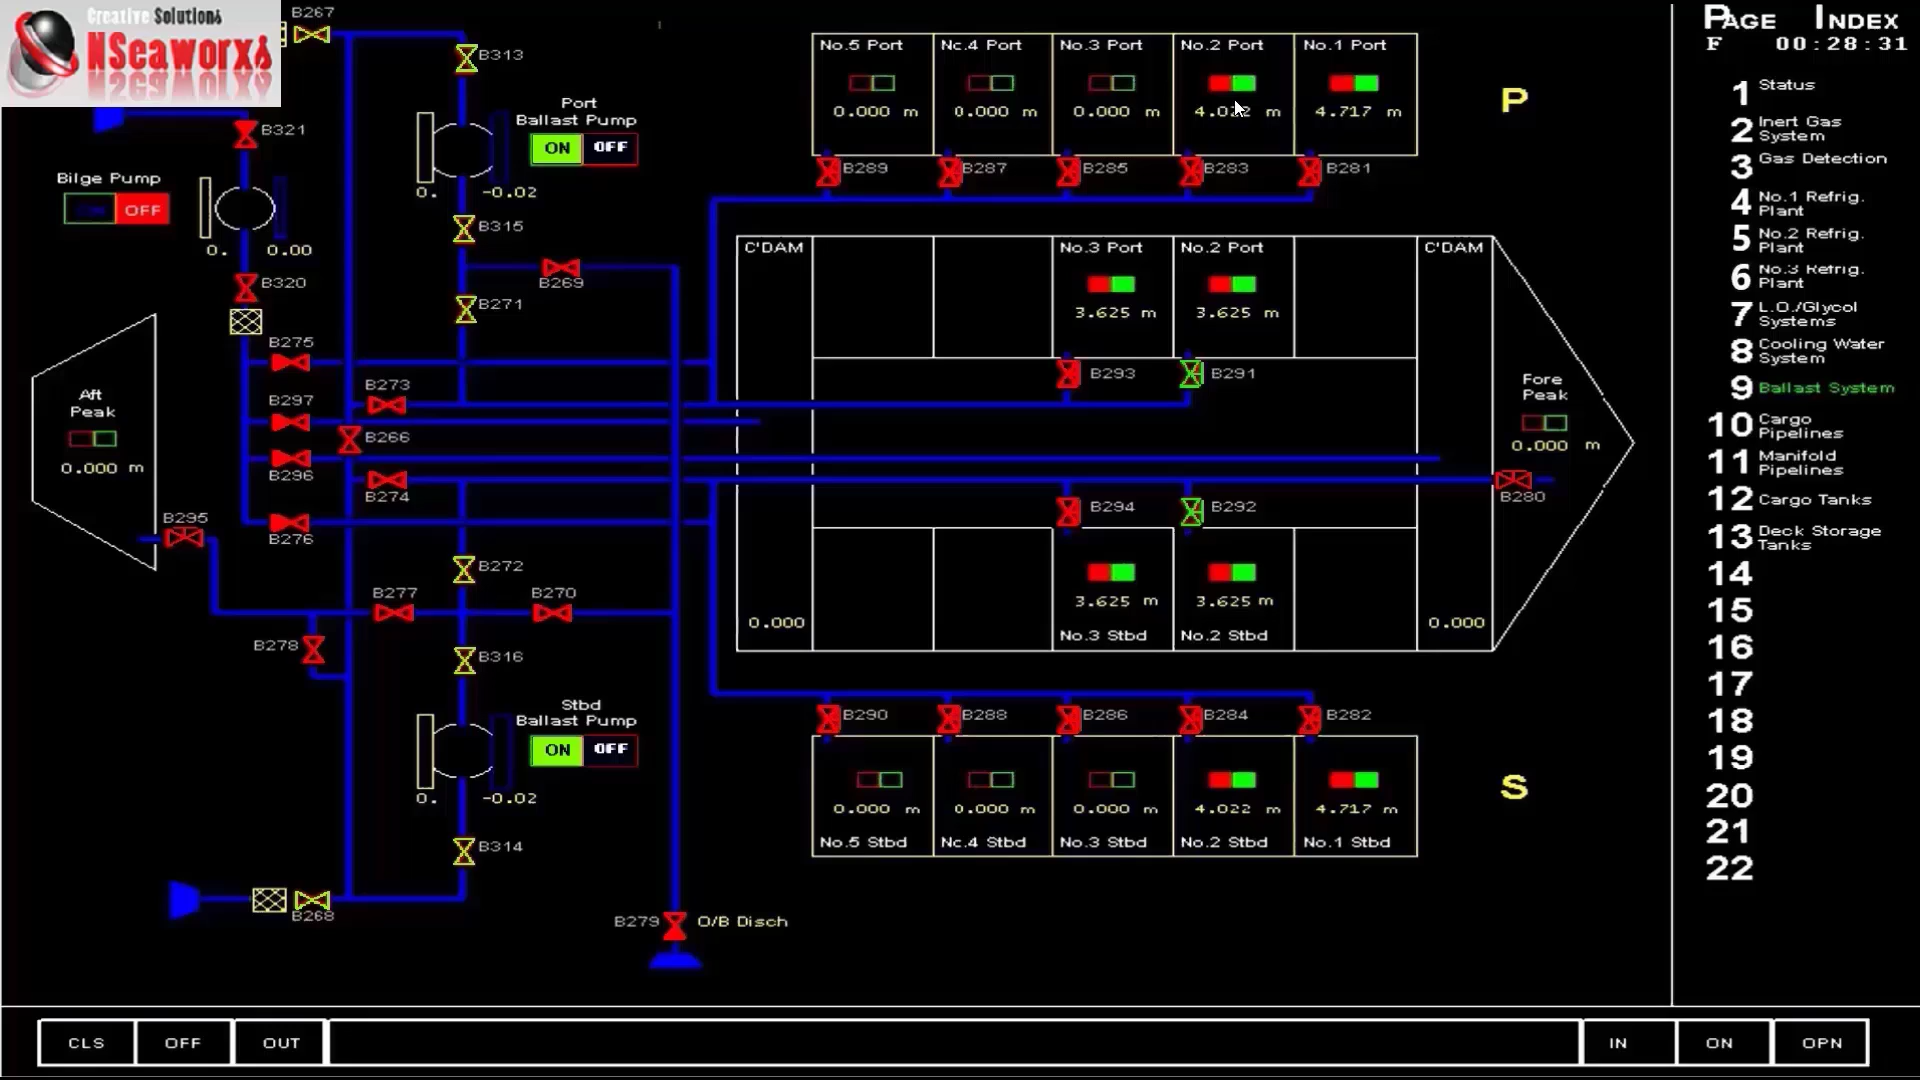 Creative Solutions
NSeaworx
B267
B313
Port
Ballast Pump
ON OFF
0. -0.02
B321
Bilge Pump
OFF
0. 0.00
B315
B269
B271
B320
B275
B273
B297
B266
B296
B274
B276
Aft
Peak
0.000 m
B295
B272
B277
B270
B278
B316
Stbd
Ballast Pump
ON OFF
0. -0.02
B314
B268
B279 O/B Disch
No.5 Port Nc.4 Port No.3 Port No.2 Port No.1 Port
0.000 m 0.000 m 0.000 m 4.022 m 4.717 m
B289 B287 B285 B283 B281
P
C'DAM No.3 Port No.2 Port C'DAM
3.625 m 3.625 m
B293 B291
Fore
Peak
0.000 m
B280
B294 B292
3.625 m 3.625 m
0.000 0.000
No.3 Stbd No.2 Stbd
B290 B288 B286 B284 B282
0.000 m 0.000 m 0.000 m 4.022 m 4.717 m
No.5 Stbd Nc.4 Stbd No.3 Stbd No.2 Stbd No.1 Stbd
S
PAGE INDEX
F 00:28:31
1 Status
2 Inert Gas
System
3 Gas Detection
4 No.1 Refrig.
Plant
5 No.2 Refrig.
Plant
6 No.3 Refrig.
Plant
7 L.O./Glycol
Systems
8 Cooling Water
System
9 Ballast System
10 Cargo
Pipelines
11 Manifold
Pipelines
12 Cargo Tanks
13 Deck Storage
Tanks
14
15
16
17
18
19
20
21
22
CLS OFF OUT IN ON OPN